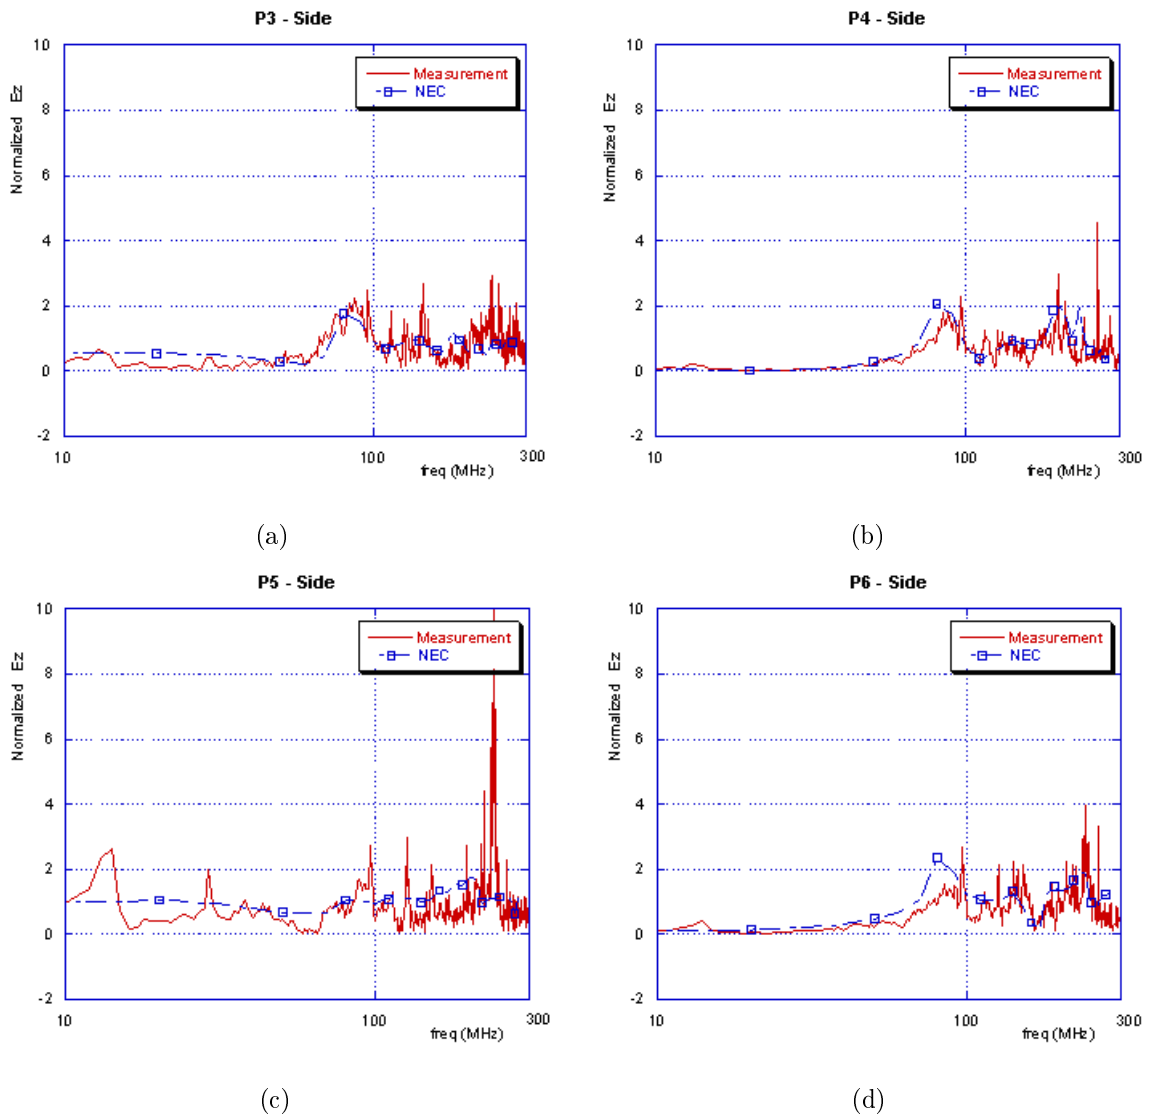 P3 - Side
10
8
6
4
2
0
-2
Normalized Ez
Measurement
NEC
10
100
300
freq (MHz)
(a)
P4 - Side
10
8
6
4
2
0
-2
Normalized Ez
Measurement
NEC
10
100
300
freq (MHz)
(b)
P5 - Side
10
8
6
4
2
0
-2
Normalized Ez
Measurement
NEC
10
100
300
freq (MHz)
(c)
P6 - Side
10
8
6
4
2
0
-2
Normalized Ez
Measurement
NEC
10
100
300
freq (MHz)
(d)